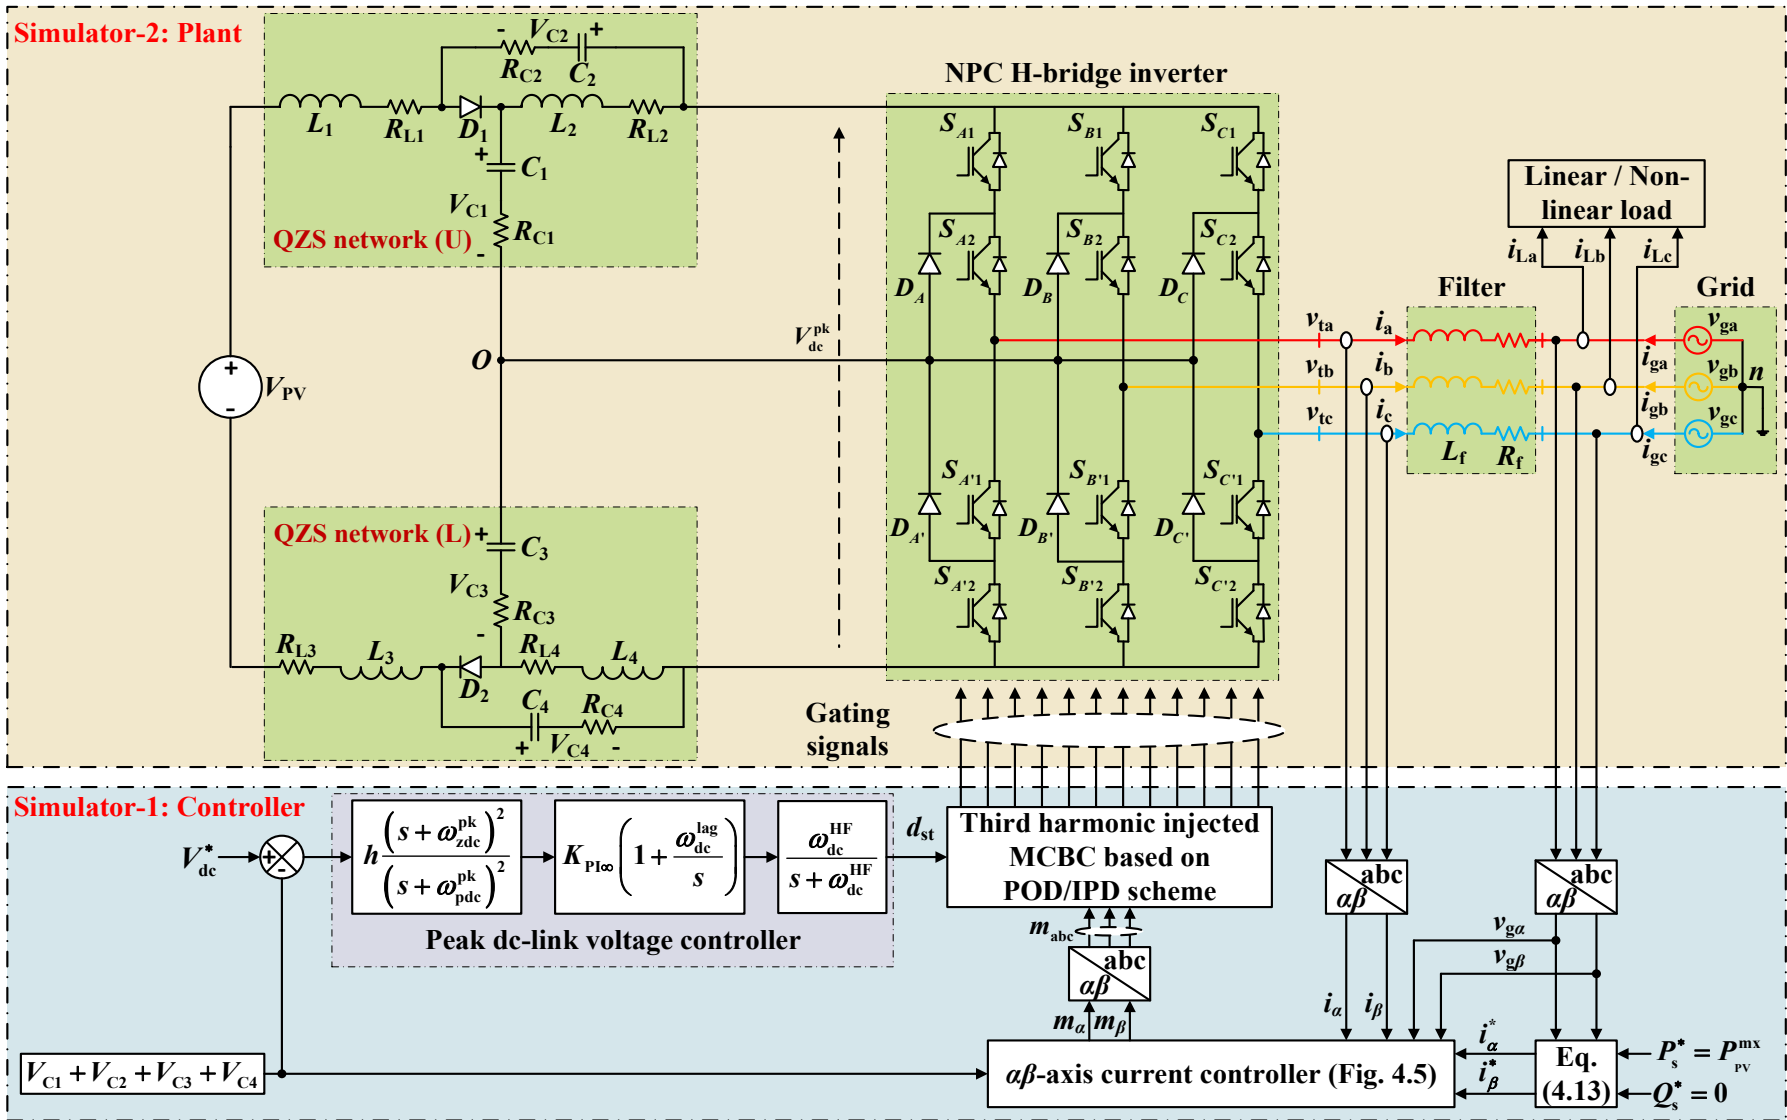 Simulator-2: Plant
- V_C2 +
R_C2 C_2
L_1 R_L1 D_1 L_2 R_L2
+ C_1
V_C1
R_C1
-
QZS network (U)
NPC H-bridge inverter
S_A1 S_B1 S_C1
S_A2 S_B2 S_C2
D_A D_B D_C
V_dc^pk
O
+
-
V_PV
S_A'1 S_B'1 S_C'1
D_A' D_B' D_C'
S_A'2 S_B'2 S_C'2
Linear / Non-
linear load
i_La i_Lb i_Lc
Filter
Grid
v_ta i_a
v_tb i_b
v_tc i_c
L_f R_f
v_ga
i_ga
v_gb n
i_gb
v_gc
i_gc
QZS network (L)
+ C_3
V_C3
R_C3
-
R_L3 L_3 D_2 R_L4 L_4
C_4 R_C4
+ V_C4 -
Gating
signals
Simulator-1: Controller
V_dc^*
+
-
h (s + ω_zdc^pk)^2 / (s + ω_pdc^pk)^2
K_PI∞ (1 + ω_dc^lag / s)
ω_dc^HF / (s + ω_dc^HF)
Peak dc-link voltage controller
d_st
Third harmonic injected
MCBC based on
POD/IPD scheme
m_abc
abc
αβ
m_α m_β
abc
αβ
i_α i_β
abc
αβ
v_gα
v_gβ
V_C1 + V_C2 + V_C3 + V_C4
αβ-axis current controller (Fig. 4.5)
i_α^*
i_β^*
Eq.
(4.13)
P_s^* = P_PV^mx
Q_s^* = 0